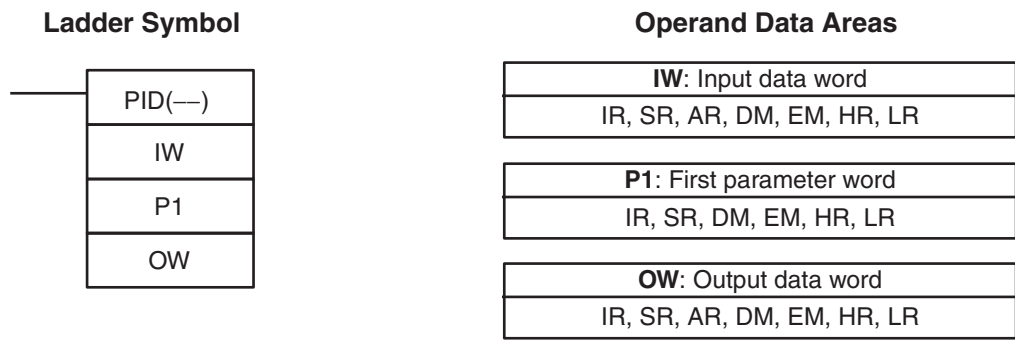 Ladder Symbol
PID(−−)
IW
P1
OW
Operand Data Areas
IW: Input data word
IR, SR, AR, DM, EM, HR, LR
P1: First parameter word
IR, SR, DM, EM, HR, LR
OW: Output data word
IR, SR, AR, DM, EM, HR, LR